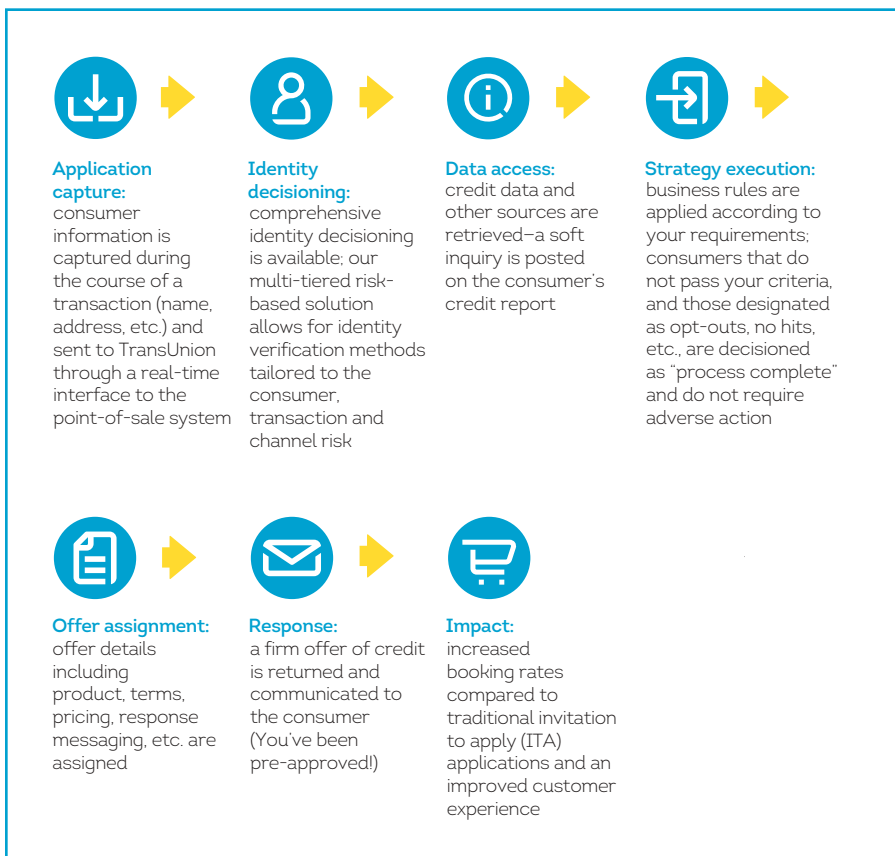 Application
capture:
consumer
information is
captured during
the course of a
transaction (name,
address, etc.) and
sent to TransUnion
through a real-time
interface to the
point-of-sale system
Identity
decisioning:
comprehensive
identity decisioning
is available; our
multi-tiered risk-
based solution
allows for identity
verification methods
tailored to the
consumer,
transaction and
channel risk
Data access:
credit data and
other sources are
retrieved—a soft
inquiry is posted
on the consumer's
credit report
Strategy execution:
business rules are
applied according to
your requirements;
consumers that do
not pass your criteria,
and those designated
as opt-outs, no hits,
etc., are decisioned
as "process complete"
and do not require
adverse action
Offer assignment:
offer details
including
product, terms,
pricing, response
messaging, etc. are
assigned
Response:
a firm offer of credit
is returned and
communicated to
the consumer
(You've been
pre-approved!)
Impact:
increased
booking rates
compared to
traditional invitation
to apply (ITA)
applications and an
improved customer
experience